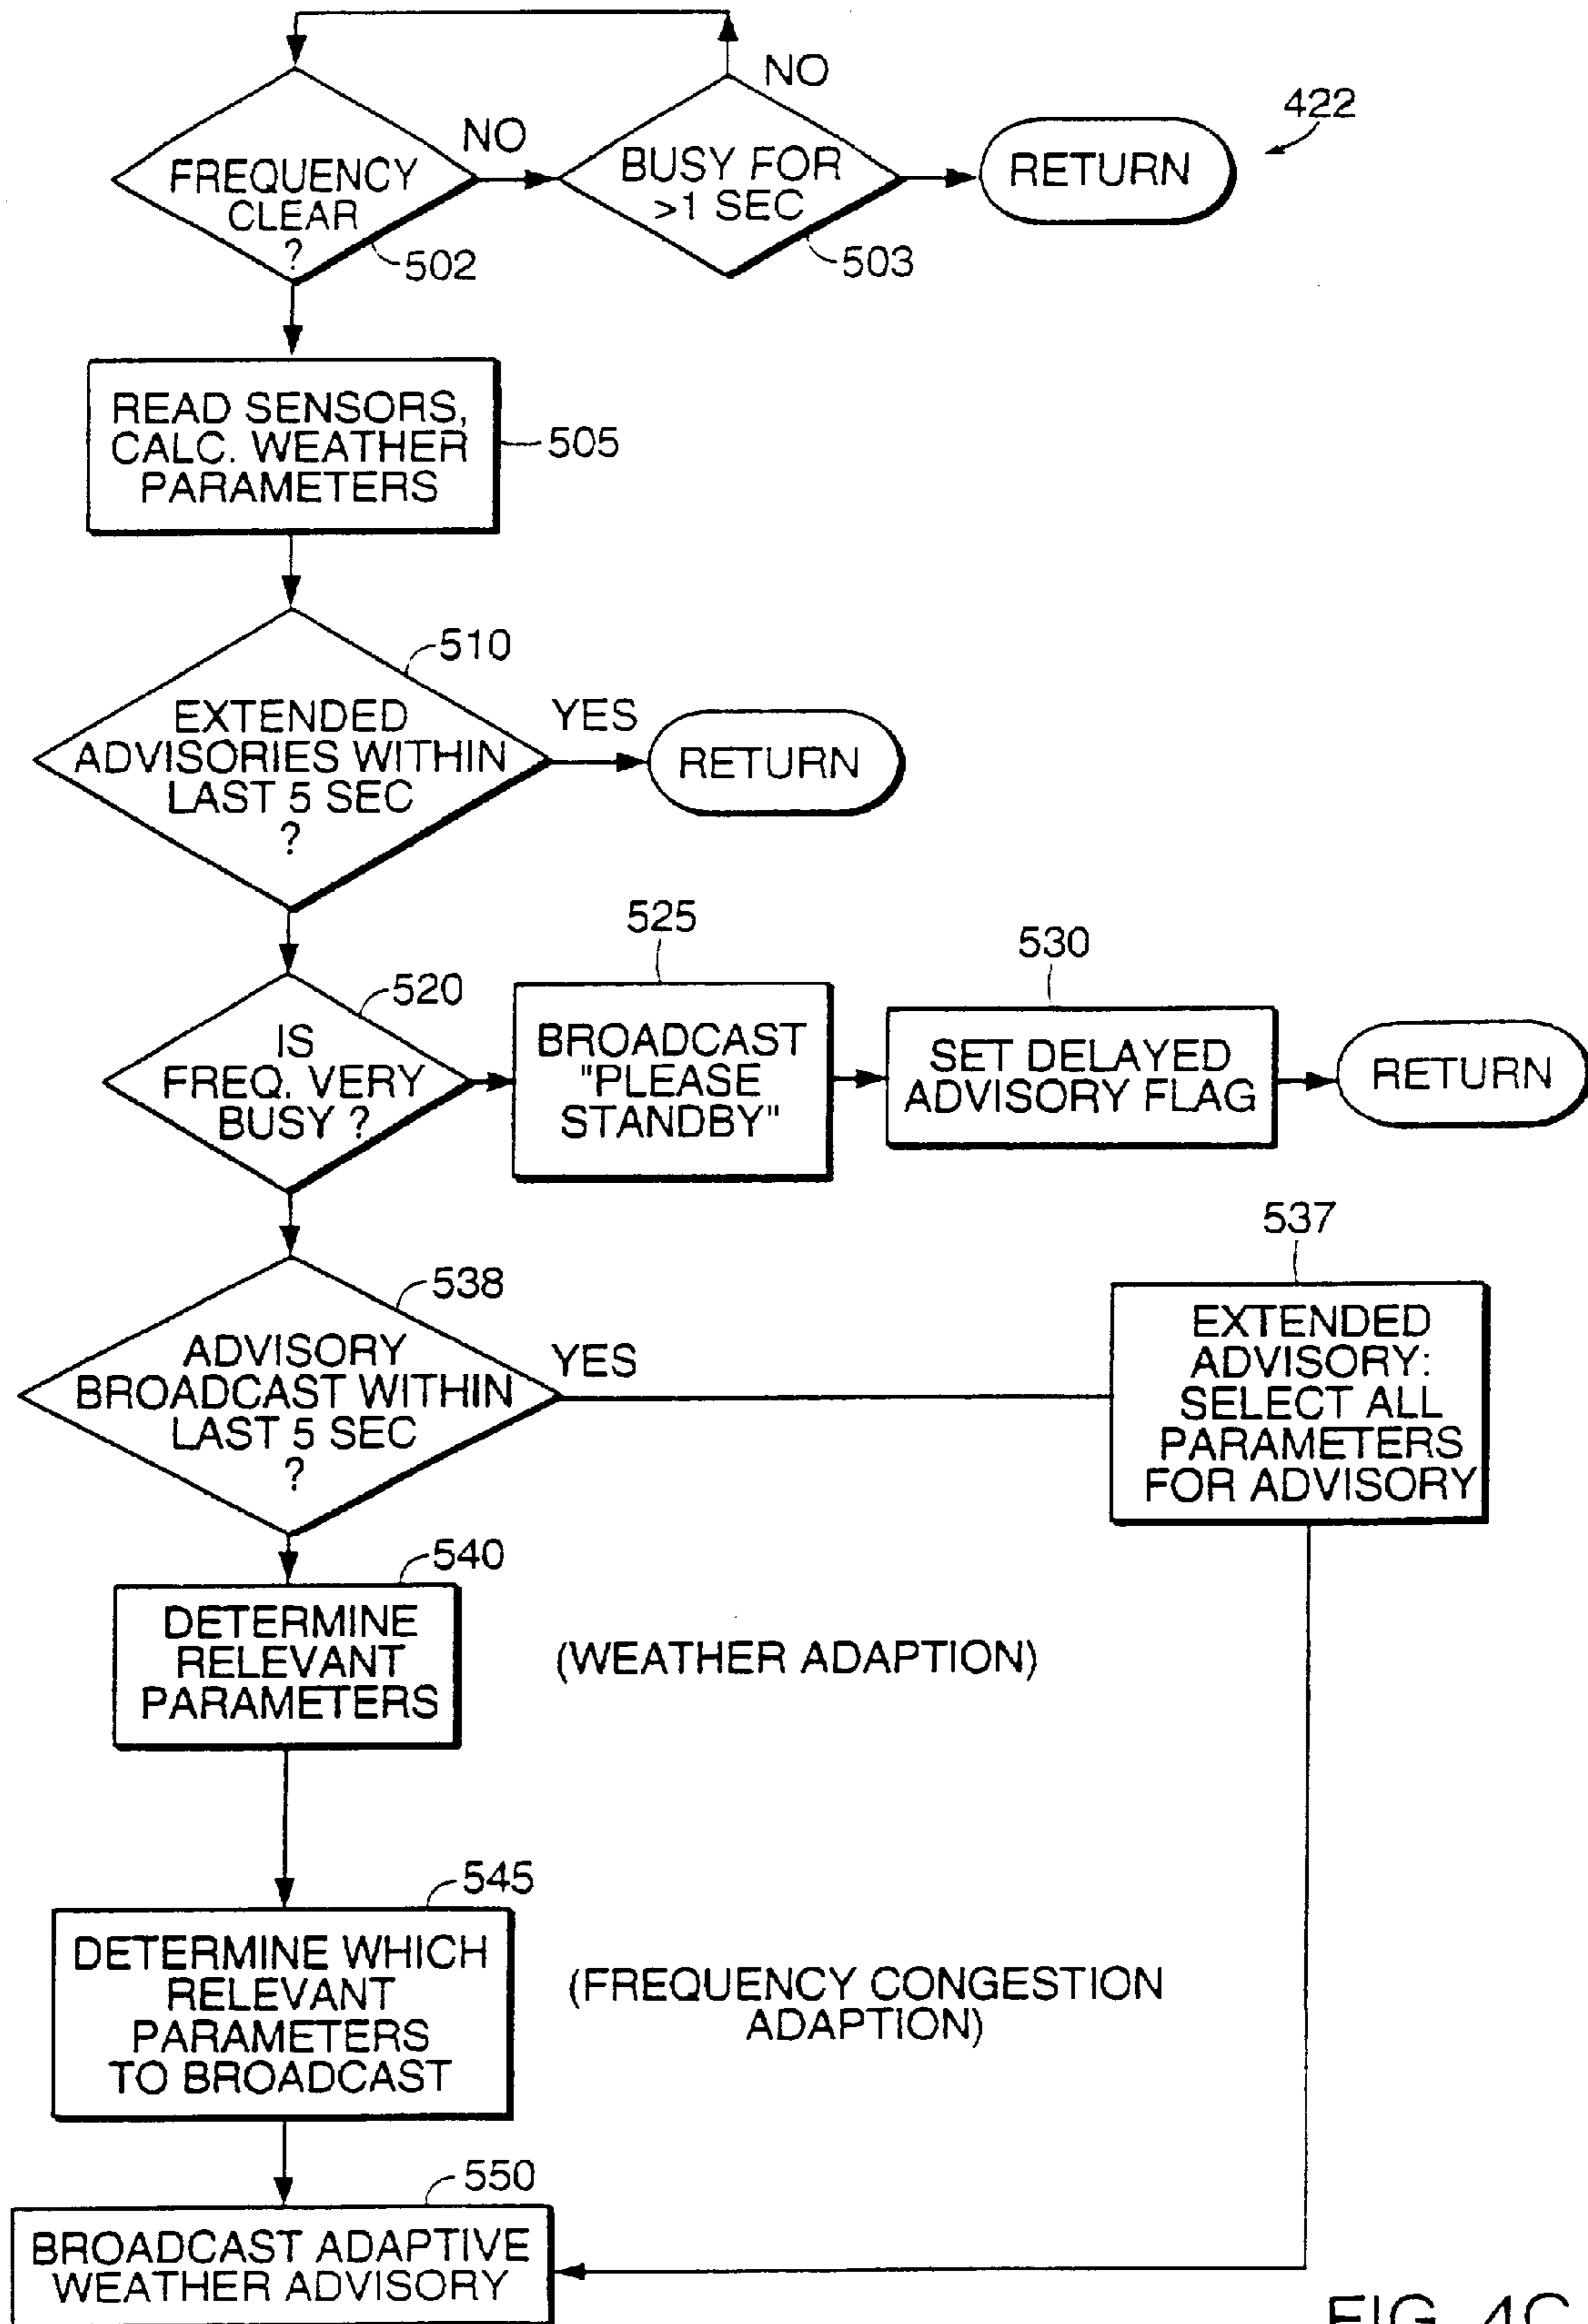 NO
NO
422
FREQUENCY
CLEAR
?
502
BUSY FOR
>1 SEC
503
RETURN
READ SENSORS,
CALC. WEATHER
PARAMETERS
505
510
EXTENDED
ADVISORIES WITHIN
LAST 5 SEC
?
YES
RETURN
520
IS
FREQ. VERY
BUSY ?
525
BROADCAST
"PLEASE
STANDBY"
530
SET DELAYED
ADVISORY FLAG
RETURN
538
ADVISORY
BROADCAST WITHIN
LAST 5 SEC
?
YES
537
EXTENDED
ADVISORY:
SELECT ALL
PARAMETERS
FOR ADVISORY
540
DETERMINE
RELEVANT
PARAMETERS
(WEATHER ADAPTION)
545
DETERMINE WHICH
RELEVANT
PARAMETERS
TO BROADCAST
(FREQUENCY CONGESTION
ADAPTION)
550
BROADCAST ADAPTIVE
WEATHER ADVISORY
FIG. 4C